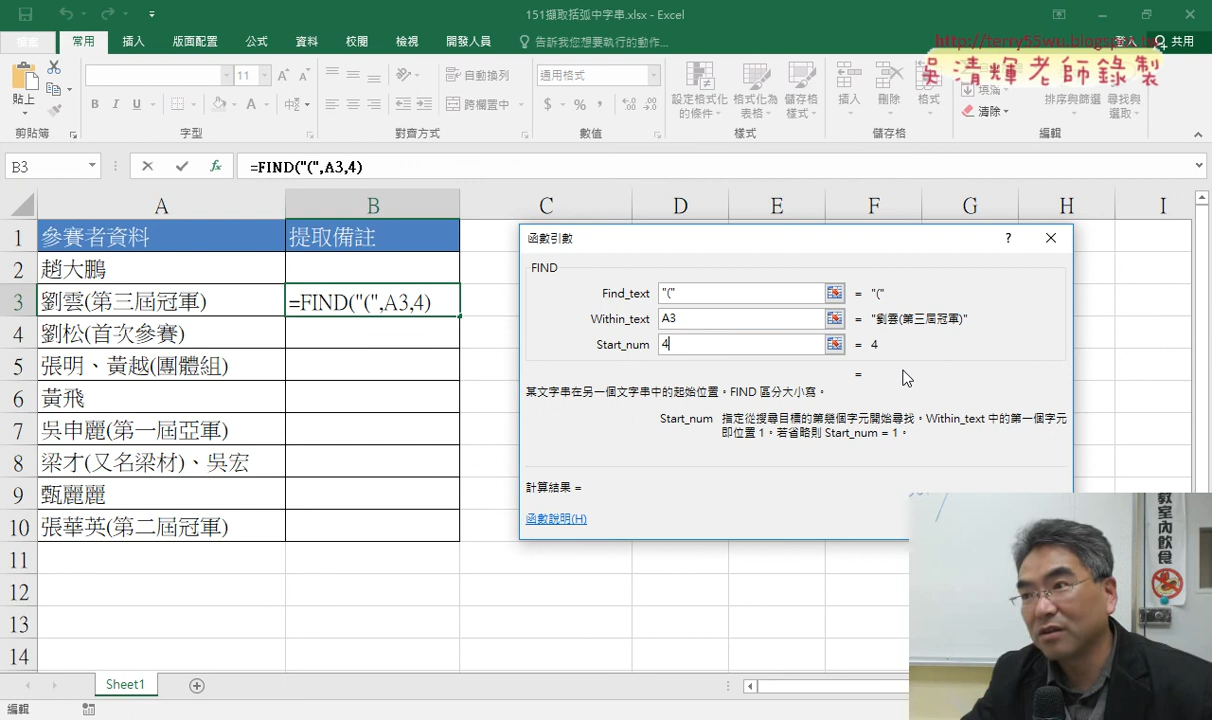 151擷取括弧中字串.xlsx - Excel
常用 插入 版面配置 公式 資料 校閱 檢視 開發人員 告訴我您想要執行的動作... 登入 共用
http://terry55wu.blogspot.tw
吳清輝老師錄製
貼上
11
自動換列
通用格式
跨欄置中
設定格式化的條件
格式化為表格
儲存格樣式
插入 刪除 格式
填滿
清除
排序與篩選
尋找與選取
剪貼簿 字型 對齊方式 數值 樣式 儲存格 編輯
B3
=FIND("(",A3,4)
A B C D E F G H I
1 參賽者資料 提取備註
2 趙大鵬
3 劉雲(第三屆冠軍) =FIND("(",A3,4)
4 劉松(首次參賽)
5 張明、黃越(團體組)
6 黃飛
7 吳申麗(第一屆亞軍)
8 梁才(又名梁材)、吳宏
9 甄麗麗
10 張華英(第二屆冠軍)
11
12
13
14
函數引數
FIND
Find_text "(" = "("
Within_text A3 = "劉雲(第三屆冠軍)"
Start_num 4 = 4
=
某文字串在另一個文字串中的起始位置。FIND 區分大小寫。
Start_num 指定從搜尋目標的第幾個字元開始尋找。Within_text 中的第一個字元
即位置 1。若省略則 Start_num = 1。
計算結果 =
函數說明(H)
教室內飲食
Sheet1
編輯